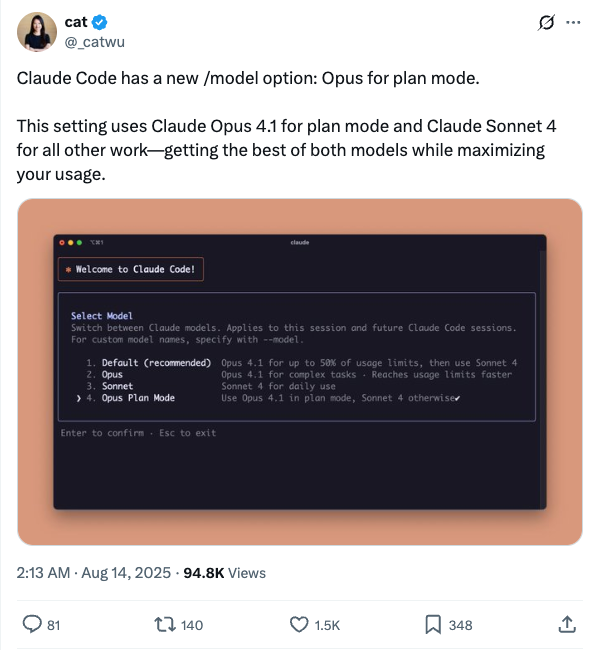 cat
@_catwu
Claude Code has a new /model option: Opus for plan mode.
This setting uses Claude Opus 4.1 for plan mode and Claude Sonnet 4
for all other work—getting the best of both models while maximizing
your usage.
⌥⌘1
claude
✻ Welcome to Claude Code!
Select Model
Switch between Claude models. Applies to this session and future Claude Code sessions.
For custom model names, specify with --model.
1. Default (recommended) Opus 4.1 for up to 50% of usage limits, then use Sonnet 4
2. Opus Opus 4.1 for complex tasks · Reaches usage limits faster
3. Sonnet Sonnet 4 for daily use
❯ 4. Opus Plan Mode Use Opus 4.1 in plan mode, Sonnet 4 otherwise✔
Enter to confirm · Esc to exit
2:13 AM · Aug 14, 2025 · 94.8K Views
81 140 1.5K 348